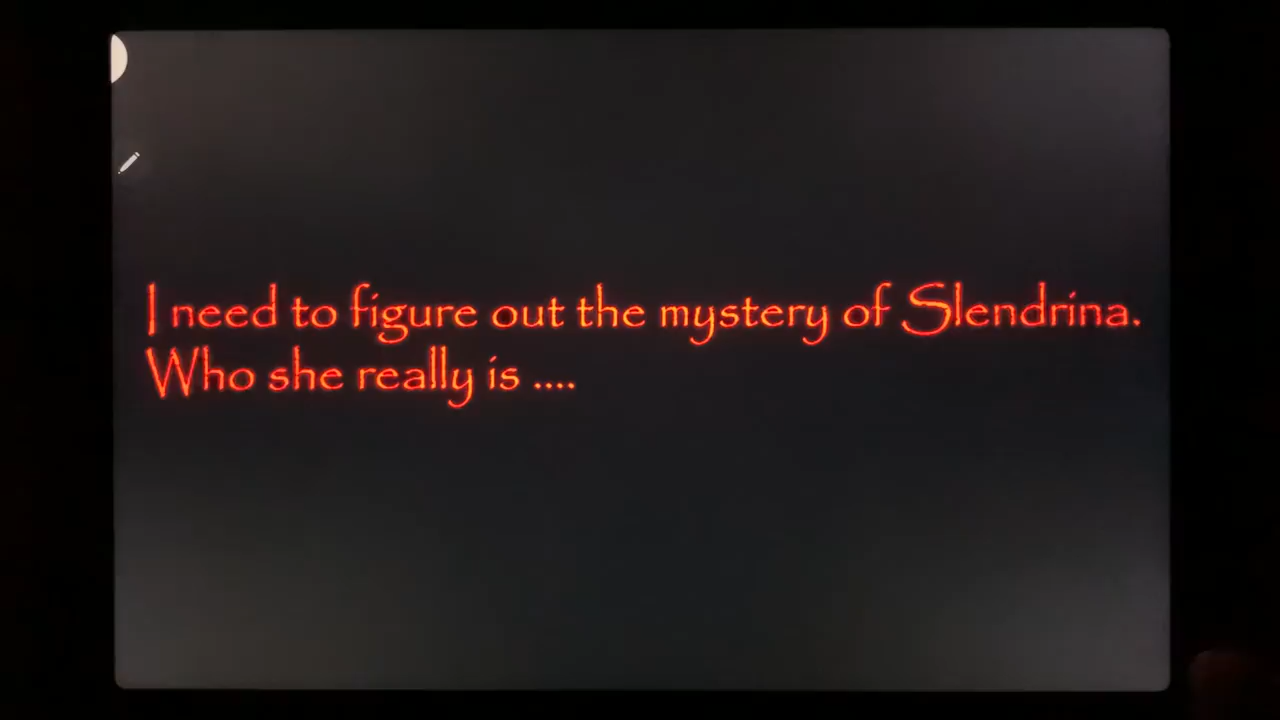 I need to figure out the mystery of Slendrina.
Who she really is ....